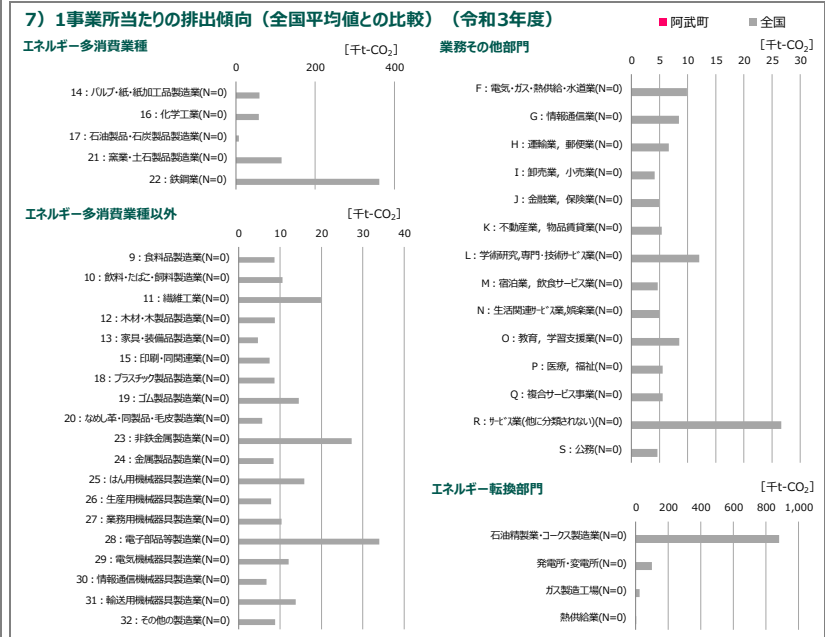 7）1事業所当たりの排出傾向（全国平均値との比較）（令和3年度）
■阿武町 ■全国
エネルギー多消費業種
［千t-CO₂］
0 200 400
14：パルプ・紙・紙加工品製造業(N=0)
16：化学工業(N=0)
17：石油製品・石炭製品製造業(N=0)
21：窯業・土石製品製造業(N=0)
22：鉄鋼業(N=0)
エネルギー多消費業種以外
［千t-CO₂］
0 10 20 30 40
9：食料品製造業(N=0)
10：飲料・たばこ・飼料製造業(N=0)
11：繊維工業(N=0)
12：木材・木製品製造業(N=0)
13：家具・装備品製造業(N=0)
15：印刷・同関連業(N=0)
18：プラスチック製品製造業(N=0)
19：ゴム製品製造業(N=0)
20：なめし革・同製品・毛皮製造業(N=0)
23：非鉄金属製造業(N=0)
24：金属製品製造業(N=0)
25：はん用機械器具製造業(N=0)
26：生産用機械器具製造業(N=0)
27：業務用機械器具製造業(N=0)
28：電子部品等製造業(N=0)
29：電気機械器具製造業(N=0)
30：情報通信機械器具製造業(N=0)
31：輸送用機械器具製造業(N=0)
32：その他の製造業(N=0)
業務その他部門
［千t-CO₂］
0 5 10 15 20 25 30
F：電気・ガス・熱供給・水道業(N=0)
G：情報通信業(N=0)
H：運輸業，郵便業(N=0)
I：卸売業，小売業(N=0)
J：金融業，保険業(N=0)
K：不動産業，物品賃貸業(N=0)
L：学術研究,専門・技術ｻｰﾋﾞｽ業(N=0)
M：宿泊業，飲食サービス業(N=0)
N：生活関連ｻｰﾋﾞｽ業,娯楽業(N=0)
O：教育，学習支援業(N=0)
P：医療，福祉(N=0)
Q：複合サービス事業(N=0)
R：ｻｰﾋﾞｽ業(他に分類されない)(N=0)
S：公務(N=0)
エネルギー転換部門
［千t-CO₂］
0 200 400 600 800 1,000
石油精製業・コークス製造業(N=0)
発電所・変電所(N=0)
ガス製造工場(N=0)
熱供給業(N=0)